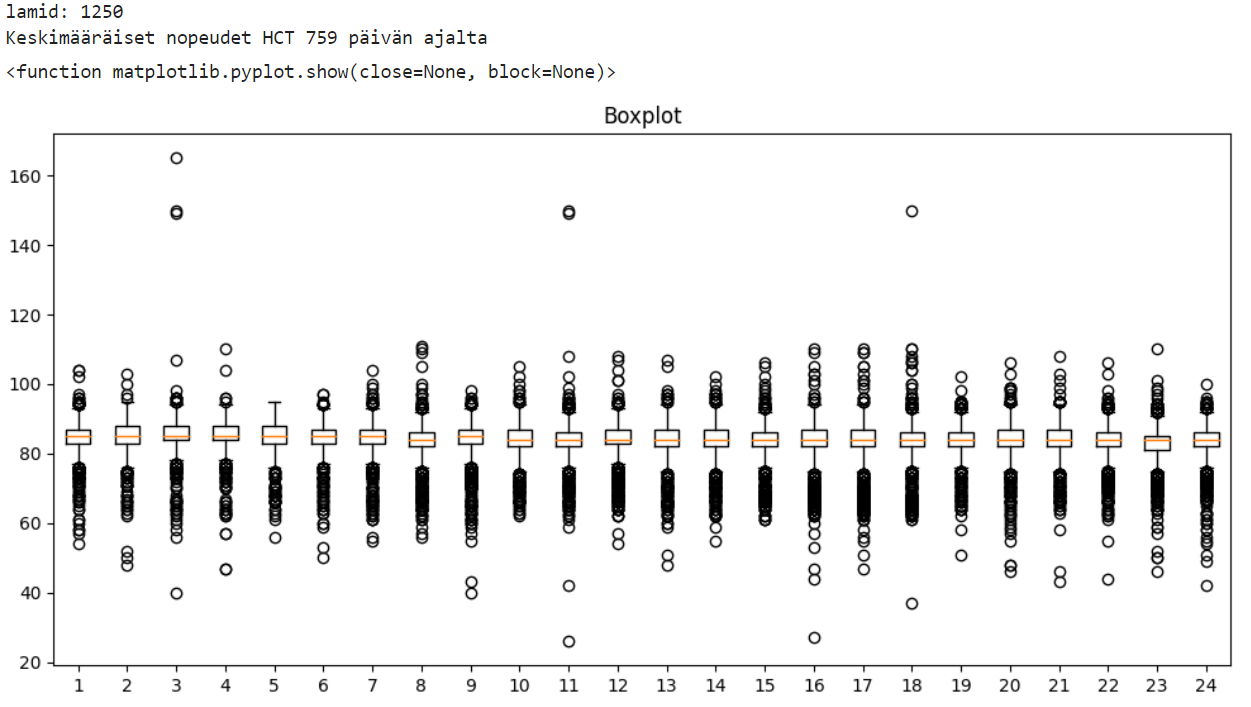 lamid: 1250
Keskimääräiset nopeudet HCT 759 päivän ajalta
<function matplotlib.pyplot.show(close=None, block=None)>
Boxplot
160
140
120
100
80
60
40
20
1 2 3 4 5 6 7 8 9 10 11 12 13 14 15 16 17 18 19 20 21 22 23 24